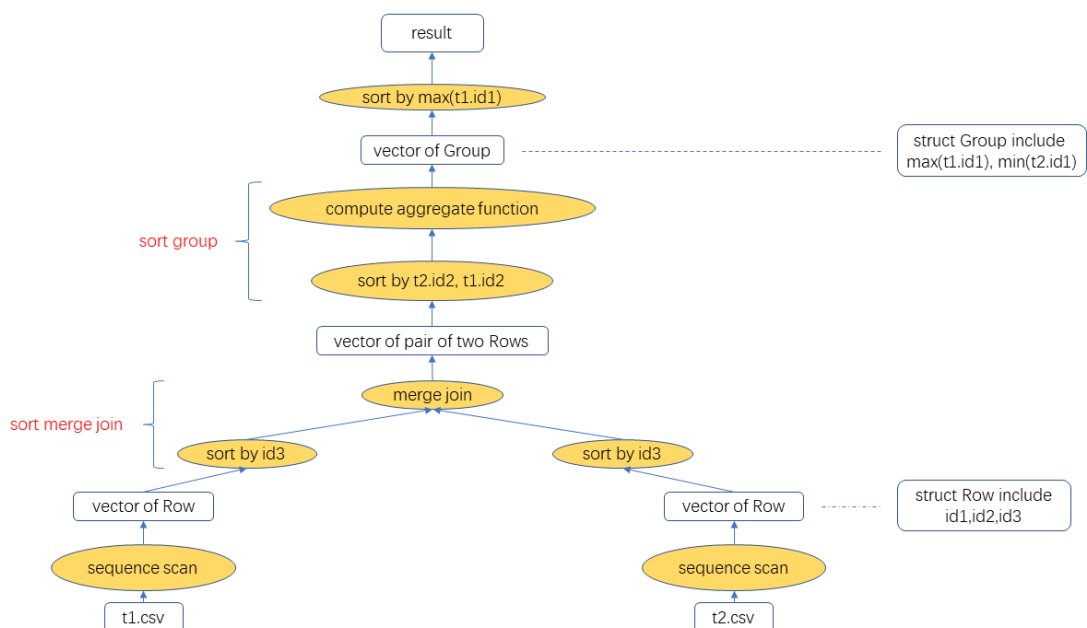 result
sort by max(t1.id1)
vector of Group
struct Group include
max(t1.id1), min(t2.id1)
compute aggregate function
sort group
sort by t2.id2, t1.id2
vector of pair of two Rows
merge join
sort merge join
sort by id3
sort by id3
vector of Row
vector of Row
struct Row include
id1,id2,id3
sequence scan
sequence scan
t1.csv
t2.csv